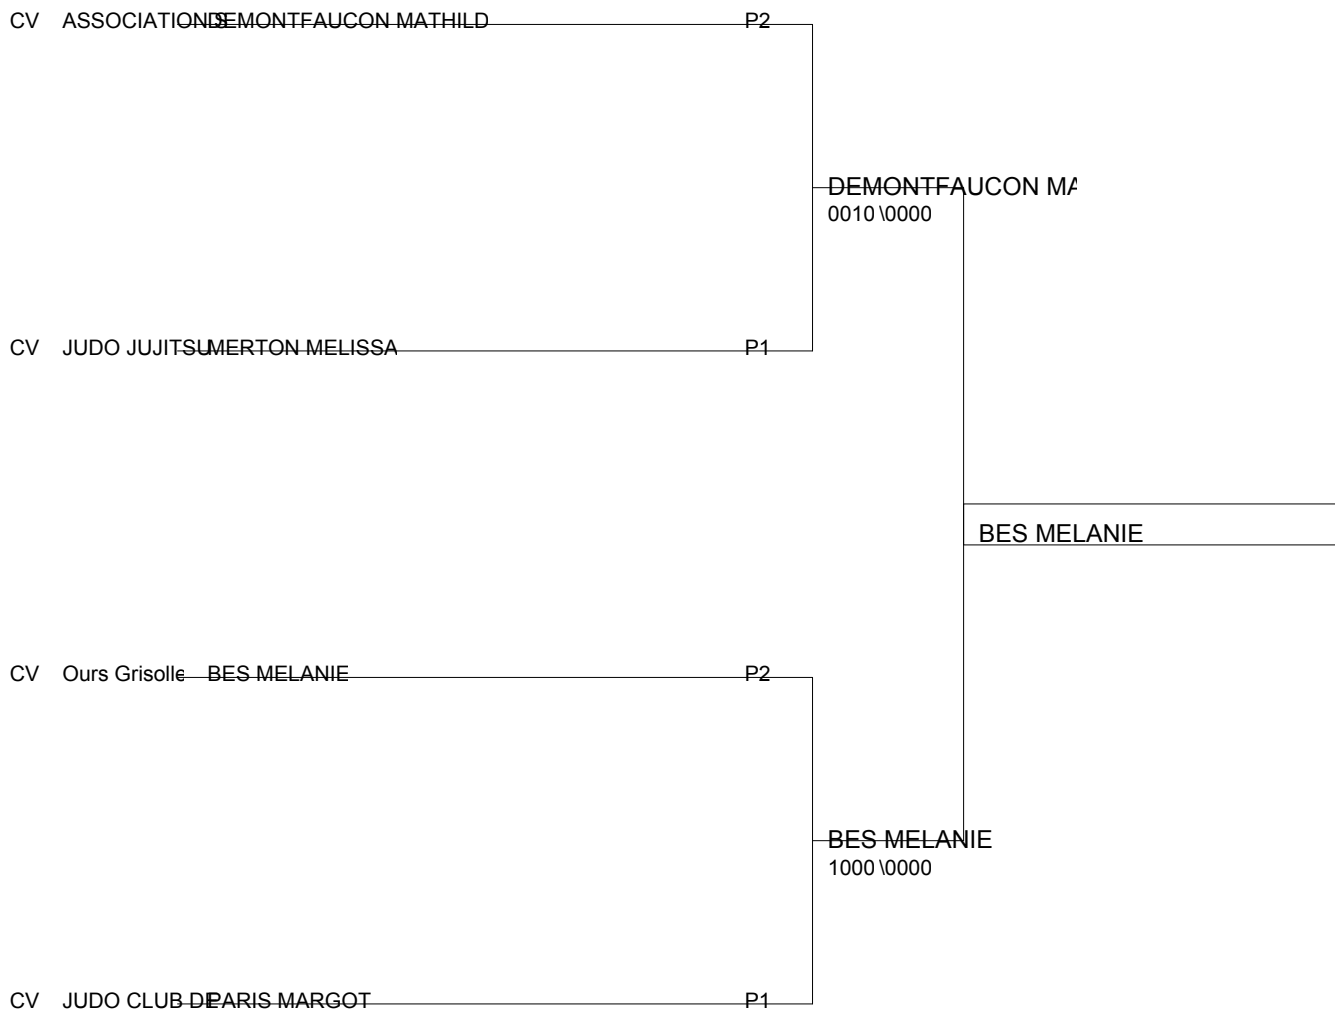 CV ASSOCIATION S DEMONTFAUCON MATHILD P2
DEMONTFAUCON MA
0010 \0000
CV JUDO JUJITSU MERTON MELISSA P1
BES MELANIE
CV Ours Grisolle BES MELANIE P2
BES MELANIE
1000 \0000
CV JUDO CLUB DE PARIS MARGOT P1